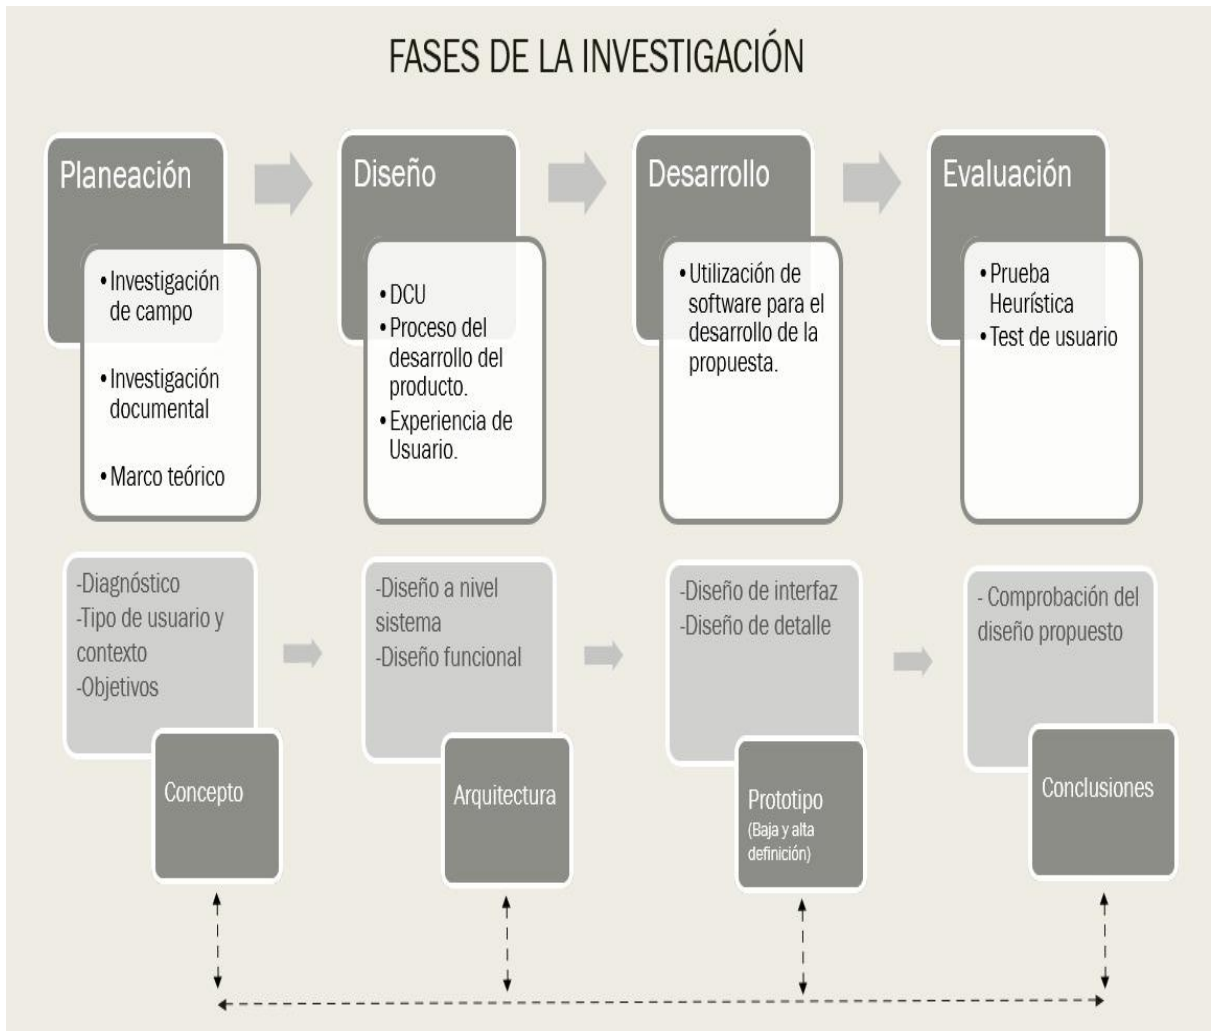 FASES DE LA INVESTIGACIÓN
Planeación
•Investigación
de campo
•Investigación
documental
•Marco teórico
Diseño
•DCU
•Proceso del
desarrollo del
producto.
•Experiencia de
Usuario.
Desarrollo
•Utilización de
software para el
desarrollo de la
propuesta.
Evaluación
•Prueba
Heurística
•Test de usuario
-Diagnóstico
-Tipo de usuario y
contexto
-Objetivos
Concepto
-Diseño a nivel
sistema
-Diseño funcional
Arquitectura
-Diseño de interfaz
-Diseño de detalle
Prototipo
(Baja y alta
definición)
- Comprobación del
diseño propuesto
Conclusiones